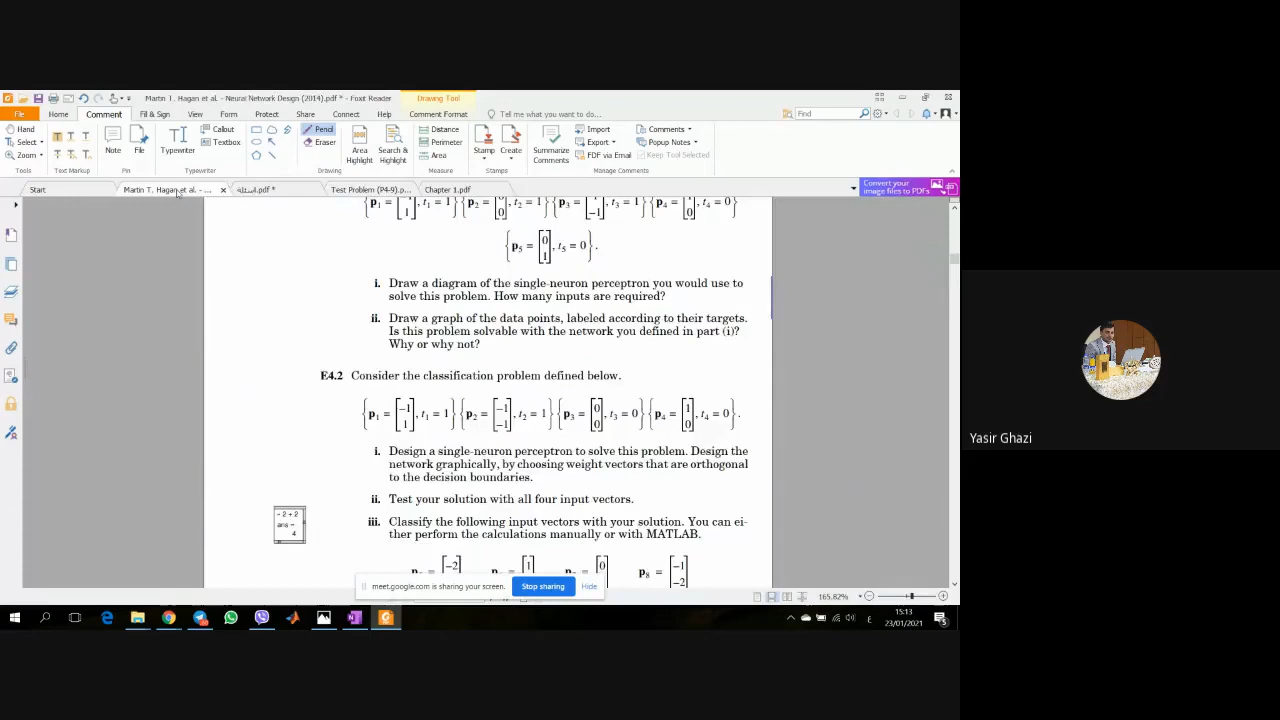 Martin T. Hagan et al. - Neural Network Design (2014).pdf * - Foxit Reader
Drawing Tool
File Home Comment Fill & Sign View Form Protect Share Connect Help Comment Format Tell me what you want to do... Find
Hand
Select
Zoom
Tools
Text Markup
Note
File
Pin
Typewriter
Callout
Textbox
Typewriter
Pencil
Eraser
Drawing
Area Highlight
Search & Highlight
Distance
Perimeter
Area
Measure
Stamp
Create
Stamps
Summarize Comments
Import
Export
FDF via Email
Comments
Popup Notes
Keep Tool Selected
Manage Comments
Start
Martin T. Hagan et al. - ...
Test Problem (P4-9).p...
Chapter 1.pdf
Convert your image files to PDFs
{p5 = [0 1], t5 = 0}.
i. Draw a diagram of the single-neuron perceptron you would use to
solve this problem. How many inputs are required?
ii. Draw a graph of the data points, labeled according to their targets.
Is this problem solvable with the network you defined in part (i)?
Why or why not?
E4.2 Consider the classification problem defined below.
{p1 = [-1 1], t1 = 1} {p2 = [-1 -1], t2 = 1} {p3 = [0 0], t3 = 0} {p4 = [1 0], t4 = 0}.
i. Design a single-neuron perceptron to solve this problem. Design the
network graphically, by choosing weight vectors that are orthogonal
to the decision boundaries.
ii. Test your solution with all four input vectors.
- 2 + 2
ans =
4
iii. Classify the following input vectors with your solution. You can ei-
ther perform the calculations manually or with MATLAB.
p8 = [-1 -2]
meet.google.com is sharing your screen. Stop sharing Hide
165.82%
15:13
23/01/2021
Yasir Ghazi